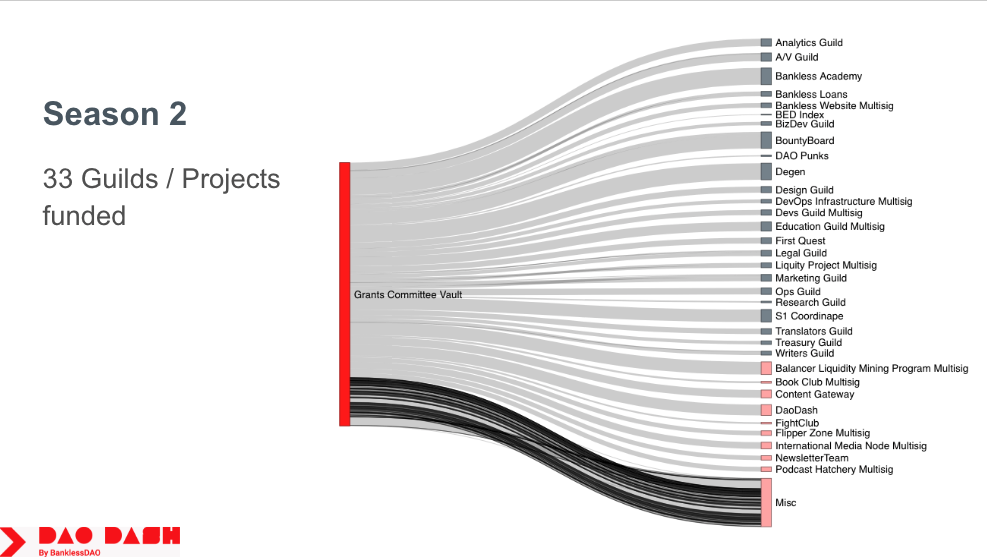 Season 2
33 Guilds / Projects
funded
Grants Committee Vault
Analytics Guild
A/V Guild
Bankless Academy
Bankless Loans
Bankless Website Multisig
BED Index
BizDev Guild
BountyBoard
DAO Punks
Degen
Design Guild
DevOps Infrastructure Multisig
Devs Guild Multisig
Education Guild Multisig
First Quest
Legal Guild
Liquity Project Multisig
Marketing Guild
Ops Guild
Research Guild
S1 Coordinape
Translators Guild
Treasury Guild
Writers Guild
Balancer Liquidity Mining Program Multisig
Book Club Multisig
Content Gateway
DaoDash
FightClub
Flipper Zone Multisig
International Media Node Multisig
NewsletterTeam
Podcast Hatchery Multisig
Misc
DAO DASH
By BanklessDAO